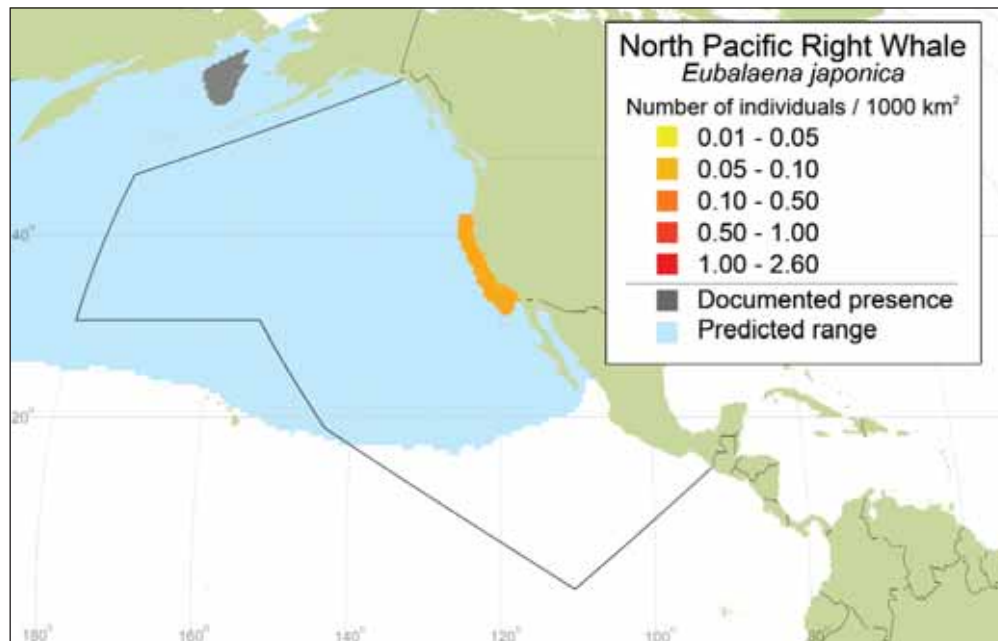 North Pacific Right Whale
Eubalaena japonica
Number of individuals / 1000 km²
0.01 - 0.05
0.05 - 0.10
0.10 - 0.50
0.50 - 1.00
1.00 - 2.60
Documented presence
Predicted range
40°
20°
180° 160° 140° 120° 100° 80°